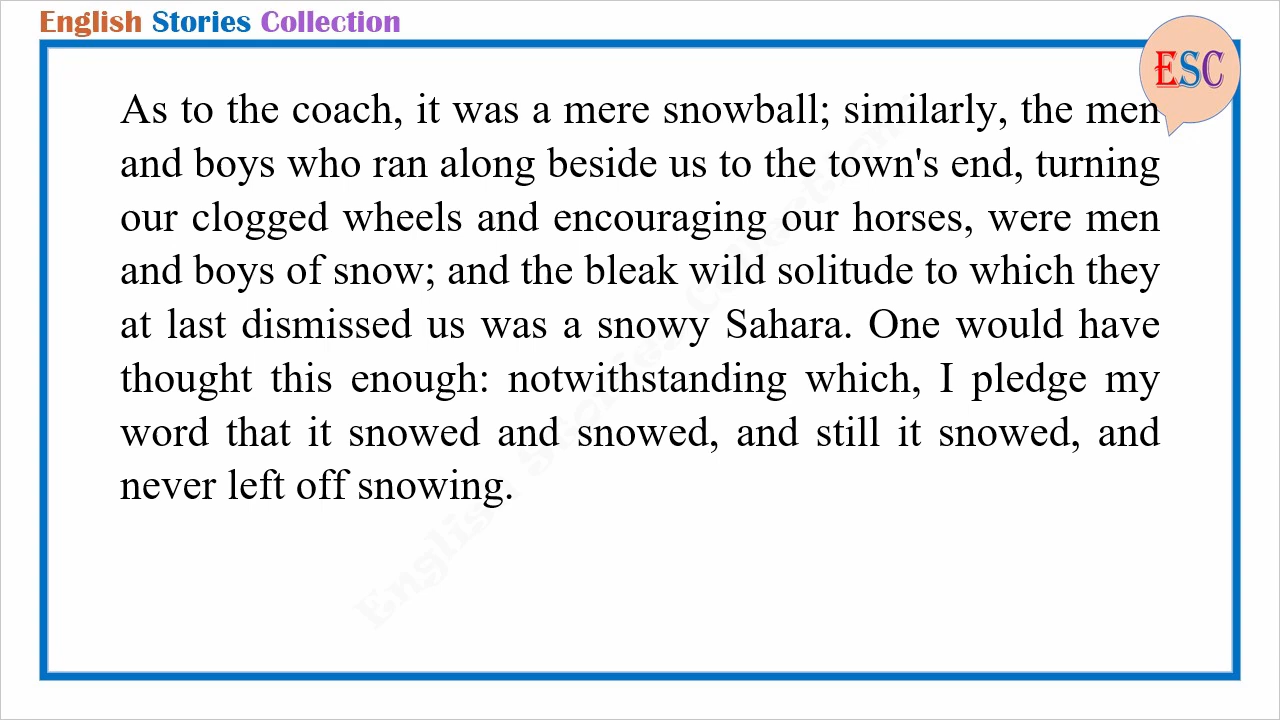 English Stories Collection
ESC
As to the coach, it was a mere snowball; similarly, the men
and boys who ran along beside us to the town's end, turning
our clogged wheels and encouraging our horses, were men
and boys of snow; and the bleak wild solitude to which they
at last dismissed us was a snowy Sahara. One would have
thought this enough: notwithstanding which, I pledge my
word that it snowed and snowed, and still it snowed, and
never left off snowing.
English Stories Collection